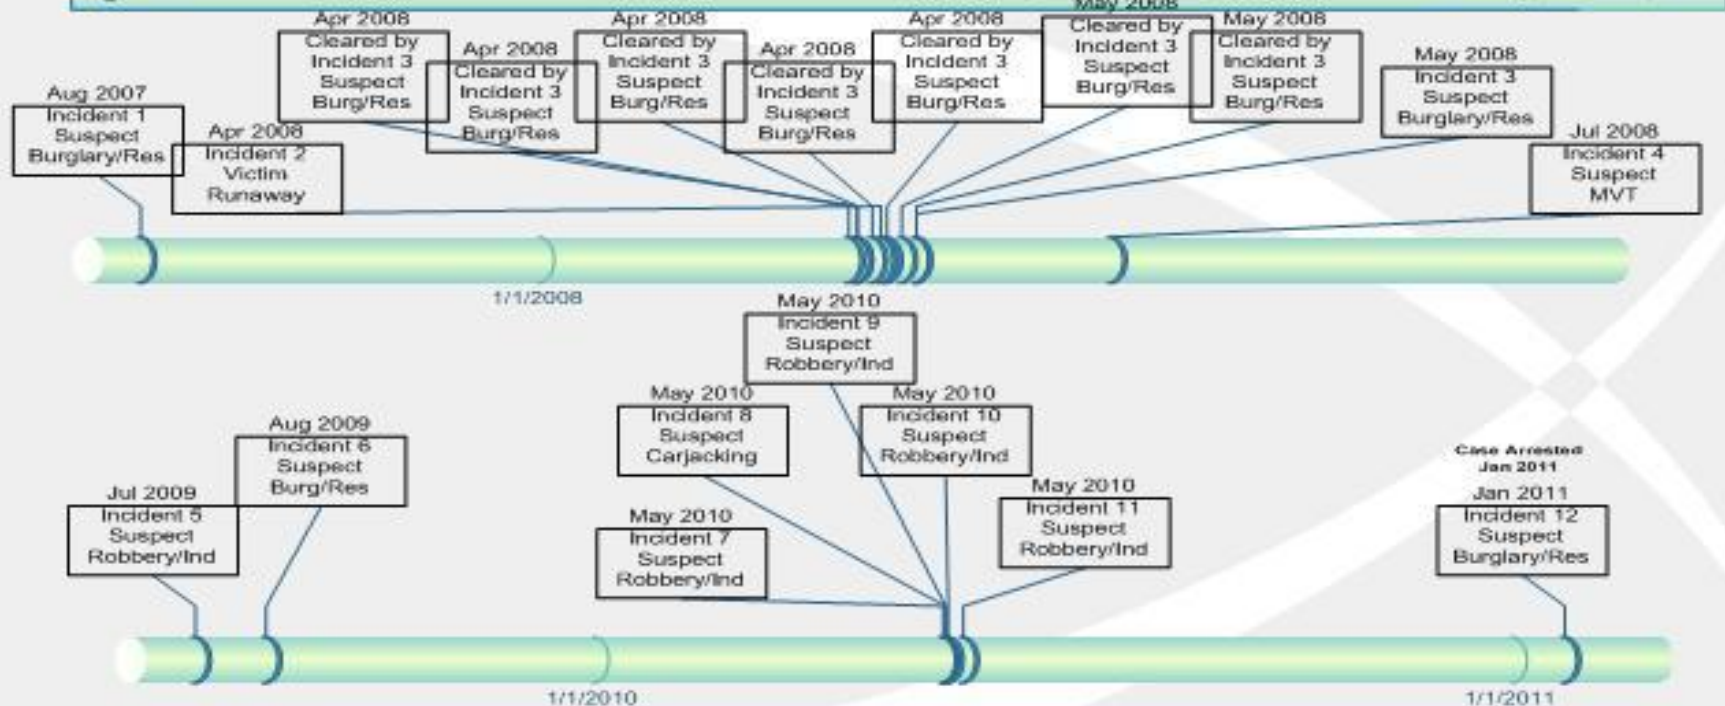 Aug 2007
Incident 1
Suspect
Burglary/Res
Apr 2008
Incident 2
Victim
Runaway
Apr 2008
Cleared by
Incident 3
Suspect
Burg/Res
Apr 2008
Cleared by
Incident 3
Suspect
Burg/Res
Apr 2008
Cleared by
Incident 3
Suspect
Burg/Res
Apr 2008
Cleared by
Incident 3
Suspect
Burg/Res
Apr 2008
Cleared by
Incident 3
Suspect
Burg/Res
May 2008
Cleared by
Incident 3
Suspect
Burg/Res
May 2008
Cleared by
Incident 3
Suspect
Burg/Res
May 2008
Incident 3
Suspect
Burglary/Res
Jul 2008
Incident 4
Suspect
MVT
1/1/2008
Jul 2009
Incident 5
Suspect
Robbery/Ind
Aug 2009
Incident 6
Suspect
Burg/Res
May 2010
Incident 7
Suspect
Robbery/Ind
May 2010
Incident 8
Suspect
Carjacking
May 2010
Incident 9
Suspect
Robbery/Ind
May 2010
Incident 10
Suspect
Robbery/Ind
May 2010
Incident 11
Suspect
Robbery/Ind
Case Arrested
Jan 2011
Jan 2011
Incident 12
Suspect
Burglary/Res
1/1/2010
1/1/2011